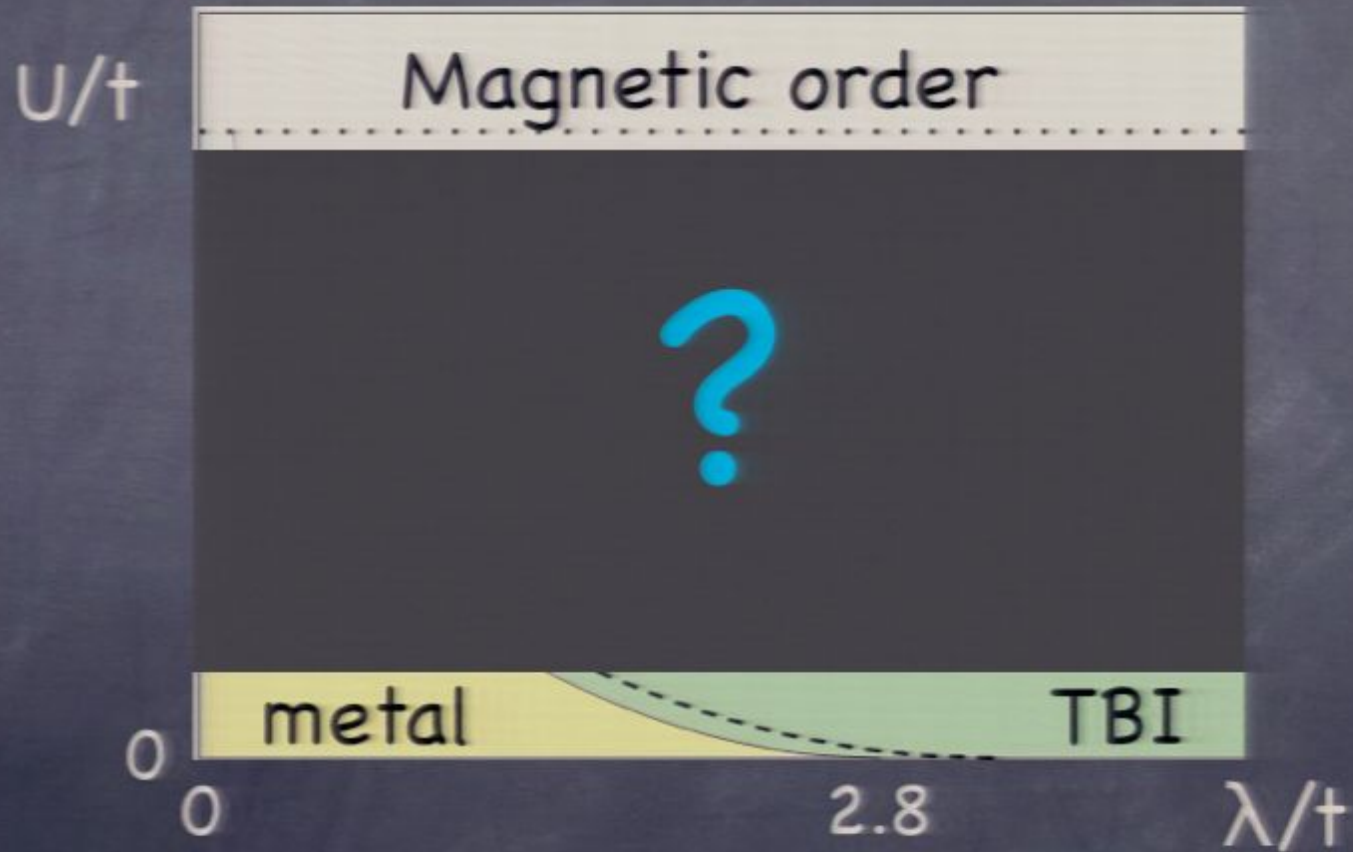 U/t
Magnetic order
?
metal
TBI
0
0
2.8
λ/t